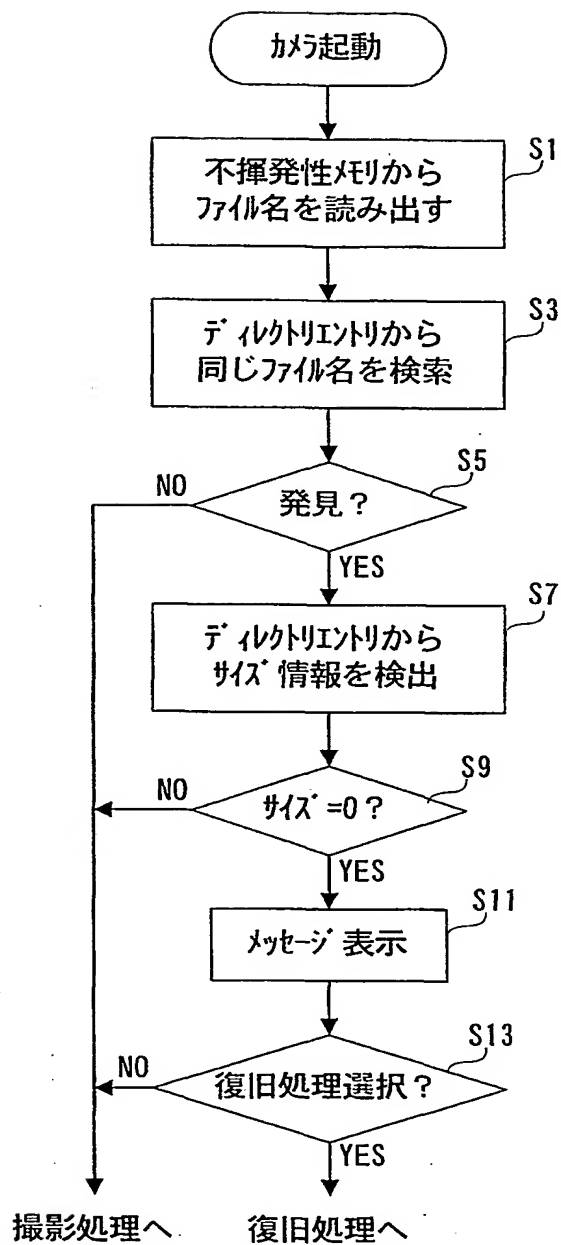 カメラ起動
S1
不揮発性メモリから
ファイル名を読み出す
S3
ディレクトリエントリから
同じファイル名を検索
S5
発見？
NO
YES
S7
ディレクトリエントリから
サイズ情報を検出
S9
サイズ=0？
NO
YES
S11
メッセージ表示
S13
復旧処理選択？
NO
YES
撮影処理へ
復旧処理へ